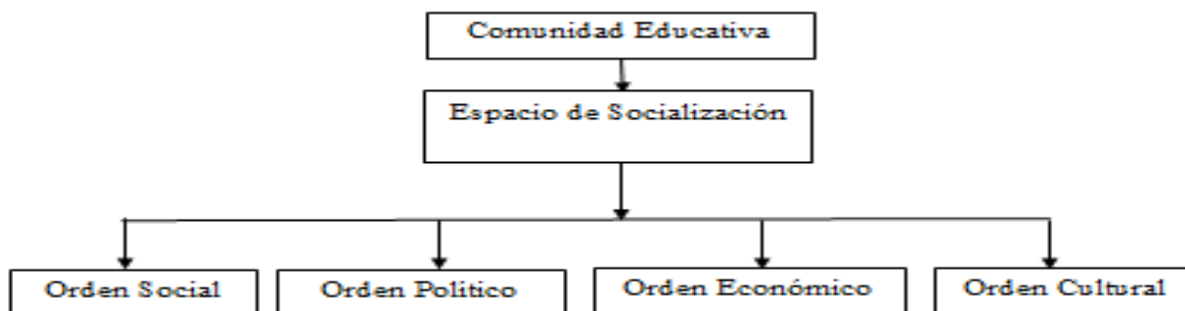 Comunidad Educativa
Espacio de Socialización
Orden Social
Orden Político
Orden Económico
Orden Cultural